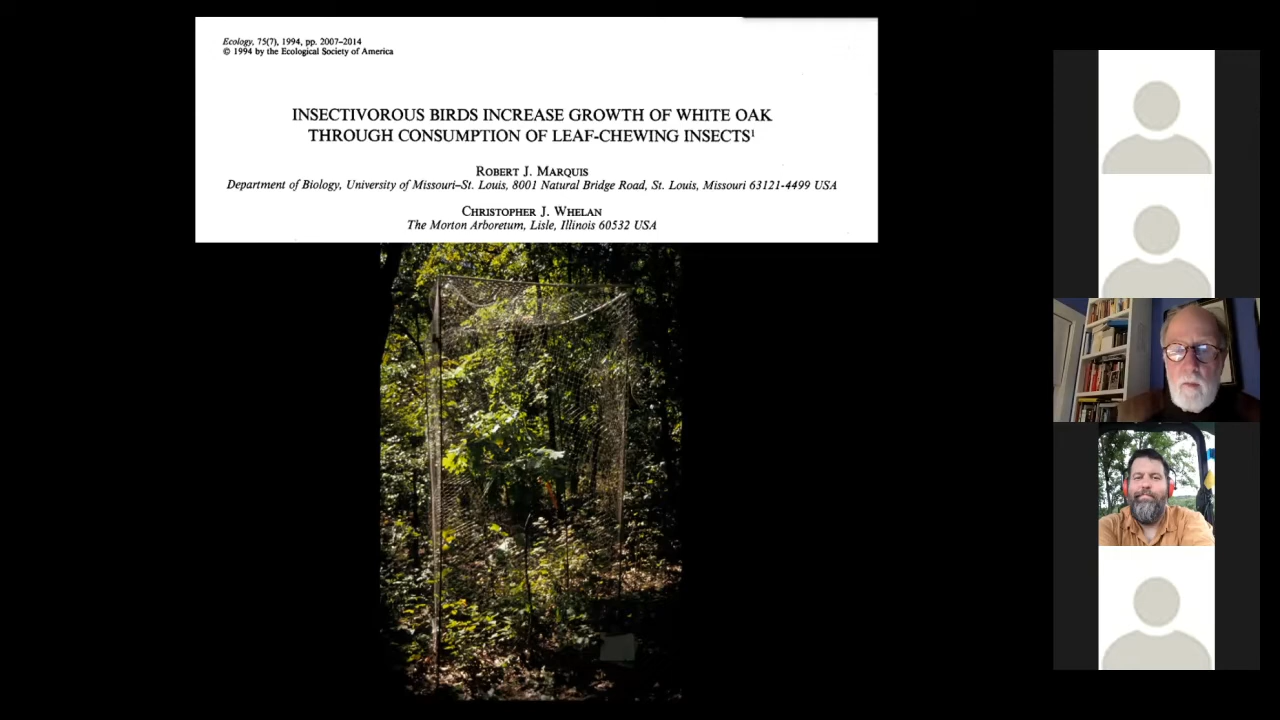 Ecology, 75(7), 1994, pp. 2007–2014
© 1994 by the Ecological Society of America
INSECTIVOROUS BIRDS INCREASE GROWTH OF WHITE OAK
THROUGH CONSUMPTION OF LEAF-CHEWING INSECTS¹
ROBERT J. MARQUIS
Department of Biology, University of Missouri–St. Louis, 8001 Natural Bridge Road, St. Louis, Missouri 63121-4499 USA
CHRISTOPHER J. WHELAN
The Morton Arboretum, Lisle, Illinois 60532 USA